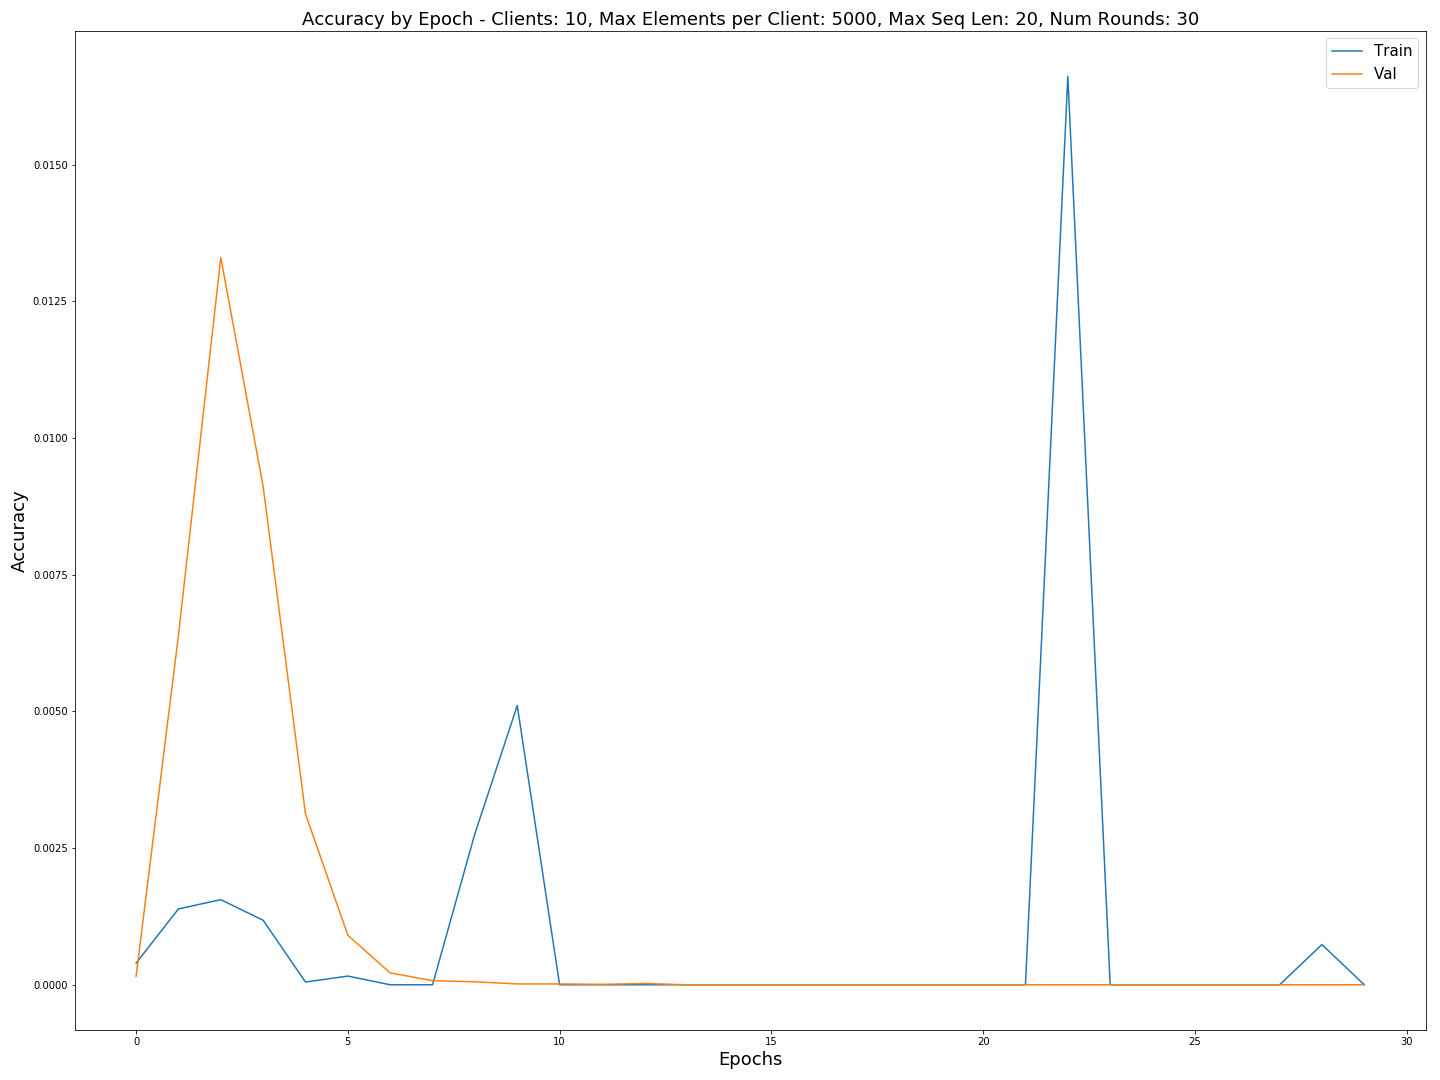 Accuracy by Epoch - Clients: 10, Max Elements per Client: 5000, Max Seq Len: 20, Num Rounds: 30
Train
Val
0.0150
0.0125
0.0100
0.0075
0.0050
0.0025
0.0000
Accuracy
0 5 10 15 20 25 30
Epochs